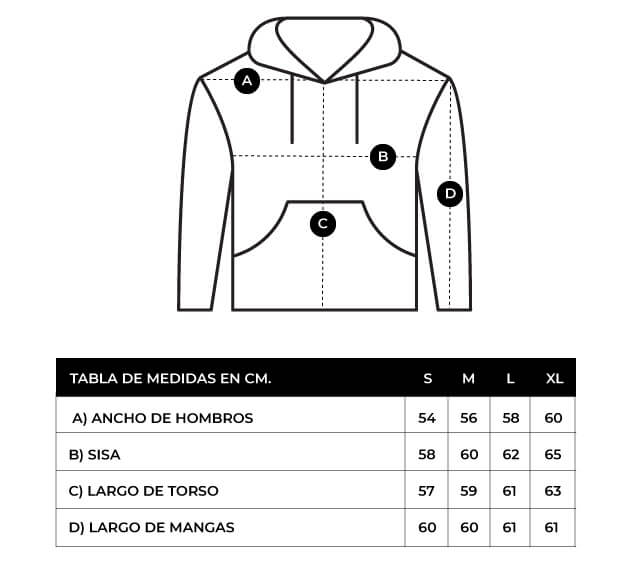 A
B
D
C
TABLA DE MEDIDAS EN CM. S M L XL
A) ANCHO DE HOMBROS 54 56 58 60
B) SISA 58 60 62 65
C) LARGO DE TORSO 57 59 61 63
D) LARGO DE MANGAS 60 60 61 61